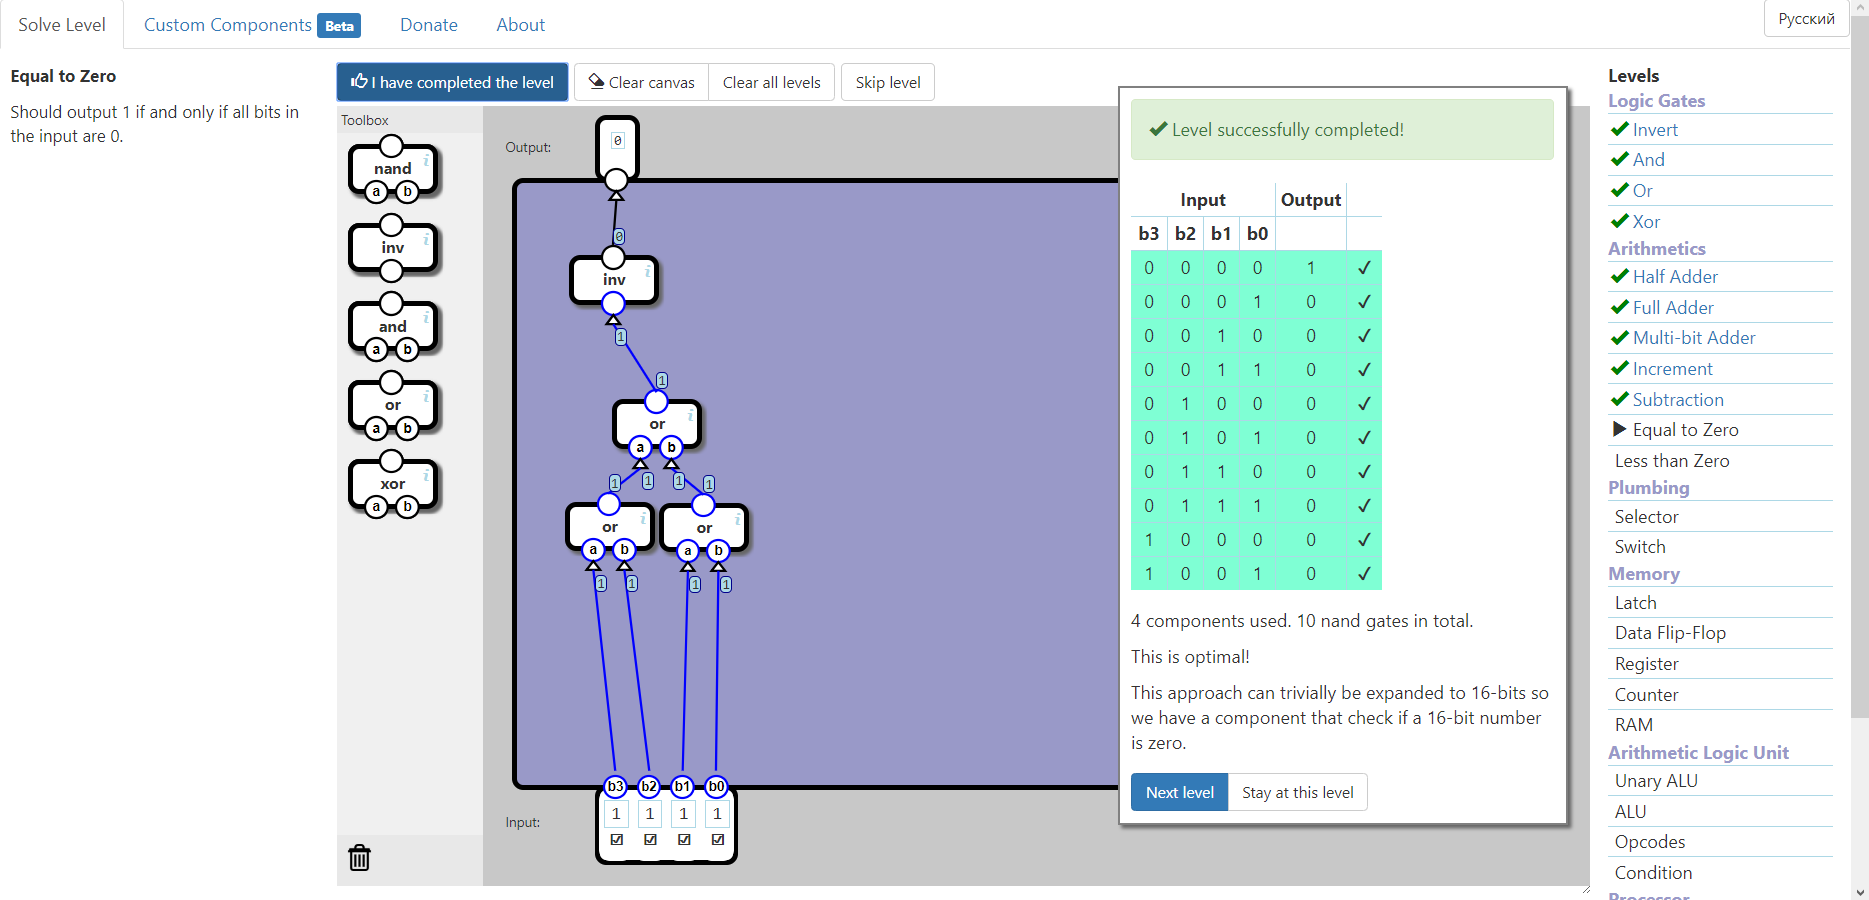 Solve Level
Custom Components Beta
Donate
About
Русский
Equal to Zero
Should output 1 if and only if all bits in
the input are 0.
I have completed the level
Clear canvas
Clear all levels
Skip level
Toolbox
nand
a b
inv
and
a b
or
a b
xor
a b
Output:
0
0
inv
1
1
or
a b
1 1 1 1
or
a b
or
a b
1 1 1 1
b3 b2 b1 b0
Input:
1 1 1 1
Level successfully completed!
Input Output
b3 b2 b1 b0
0 0 0 0 1 ✓
0 0 0 1 0 ✓
0 0 1 0 0 ✓
0 0 1 1 0 ✓
0 1 0 0 0 ✓
0 1 0 1 0 ✓
0 1 1 0 0 ✓
0 1 1 1 0 ✓
1 0 0 0 0 ✓
1 0 0 1 0 ✓
4 components used. 10 nand gates in total.
This is optimal!
This approach can trivially be expanded to 16-bits so
we have a component that check if a 16-bit number
is zero.
Next level
Stay at this level
Levels
Logic Gates
Invert
And
Or
Xor
Arithmetics
Half Adder
Full Adder
Multi-bit Adder
Increment
Subtraction
Equal to Zero
Less than Zero
Plumbing
Selector
Switch
Memory
Latch
Data Flip-Flop
Register
Counter
RAM
Arithmetic Logic Unit
Unary ALU
ALU
Opcodes
Condition
Processor